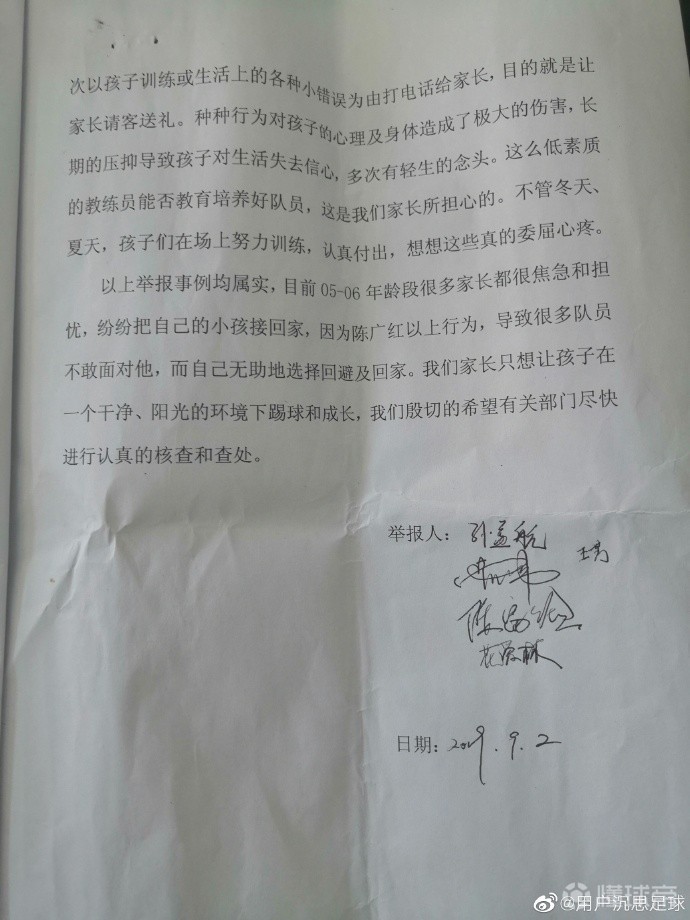 次以孩子训练或生活上的各种小错误为由打电话给家长，目的就是让
家长请客送礼。种种行为对孩子的心理及身体造成了极大的伤害，长
期的压抑导致孩子对生活失去信心，多次有轻生的念头。这么低素质
的教练员能否教育培养好队员，这是我们家长所担心的。不管冬天、
夏天，孩子们在场上努力训练，认真付出，想想这些真的委屈心疼。
以上举报事例均属实，目前 05-06 年龄段很多家长都很焦急和担
忧，纷纷把自己的小孩接回家，因为陈广红以上行为，导致很多队员
不敢面对他，而自己无助地选择回避及回家。我们家长只想让孩子在
一个干净、阳光的环境下踢球和成长，我们殷切的希望有关部门尽快
进行认真的核查和查处。
举报人：
日期：2019.9.2
懂球帝
@用户沉思足球